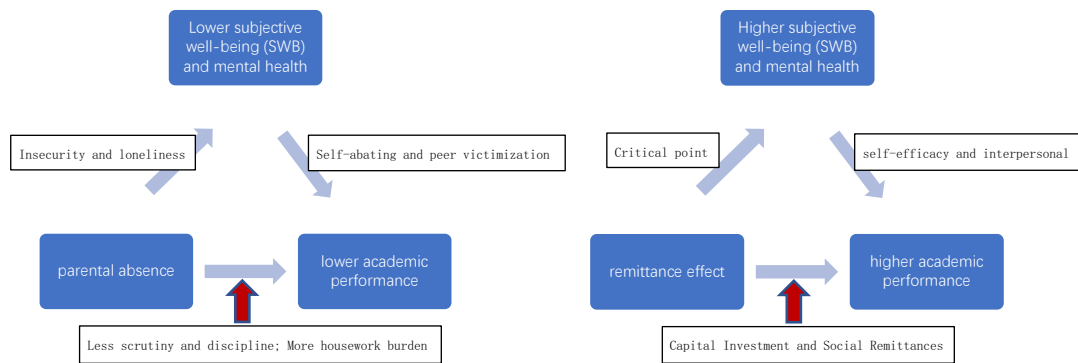 Lower subjective
well-being (SWB)
and mental health
Insecurity and loneliness
Self-abating and peer victimization
parental absence
lower academic
performance
Less scrutiny and discipline; More housework burden
Higher subjective
well-being (SWB)
and mental health
Critical point
self-efficacy and interpersonal
remittance effect
higher academic
performance
Capital Investment and Social Remittances